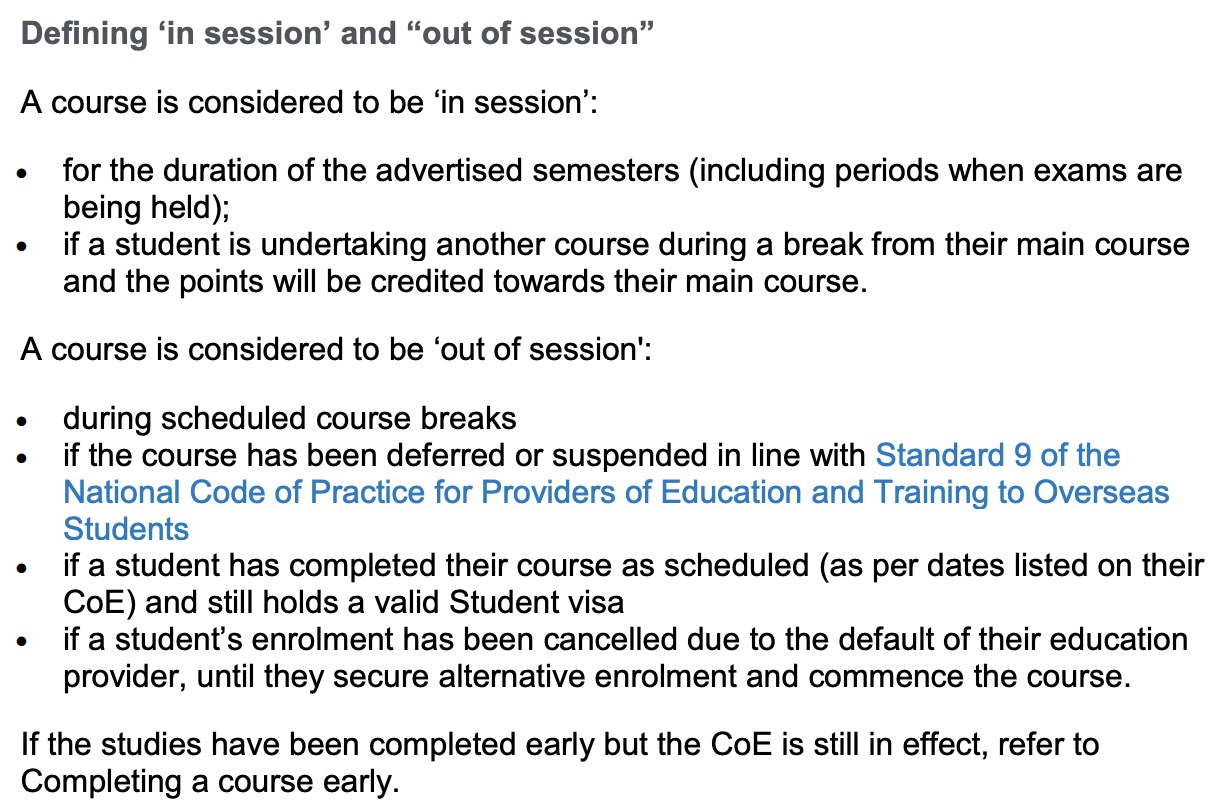 Defining ‘in session’ and “out of session”
A course is considered to be ‘in session’:
• for the duration of the advertised semesters (including periods when exams are
being held);
• if a student is undertaking another course during a break from their main course
and the points will be credited towards their main course.
A course is considered to be ‘out of session':
• during scheduled course breaks
• if the course has been deferred or suspended in line with Standard 9 of the
National Code of Practice for Providers of Education and Training to Overseas
Students
• if a student has completed their course as scheduled (as per dates listed on their
CoE) and still holds a valid Student visa
• if a student’s enrolment has been cancelled due to the default of their education
provider, until they secure alternative enrolment and commence the course.
If the studies have been completed early but the CoE is still in effect, refer to
Completing a course early.